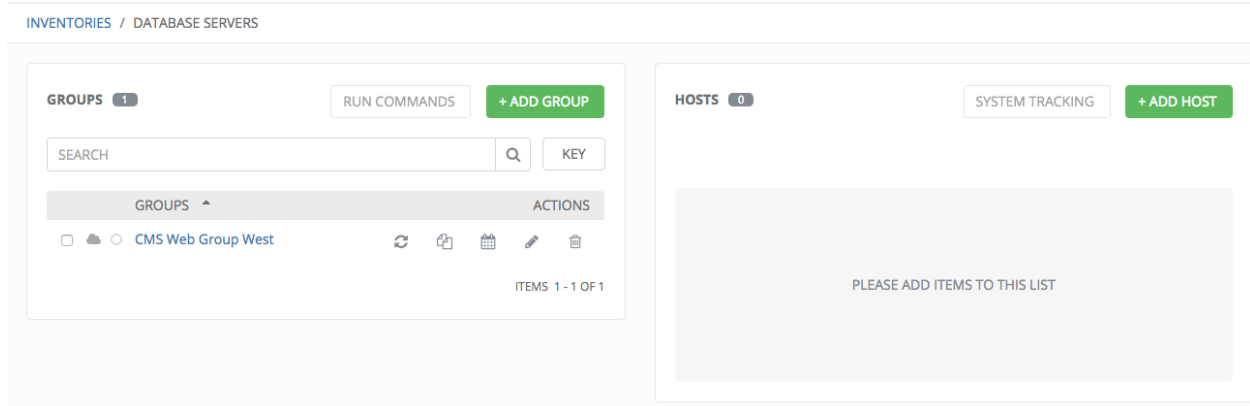 INVENTORIES / DATABASE SERVERS
GROUPS 1
RUN COMMANDS
+ ADD GROUP
SEARCH
KEY
GROUPS
ACTIONS
CMS Web Group West
ITEMS 1 - 1 OF 1
HOSTS 0
SYSTEM TRACKING
+ ADD HOST
PLEASE ADD ITEMS TO THIS LIST